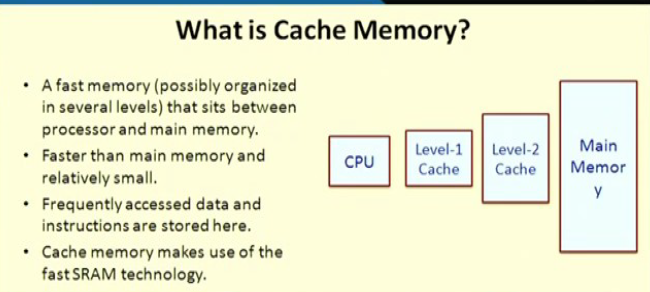 What is Cache Memory?
• A fast memory (possibly organized
in several levels) that sits between
processor and main memory.
• Faster than main memory and
relatively small.
• Frequently accessed data and
instructions are stored here.
• Cache memory makes use of the
fast SRAM technology.
CPU
Level-1
Cache
Level-2
Cache
Main
Memor
y